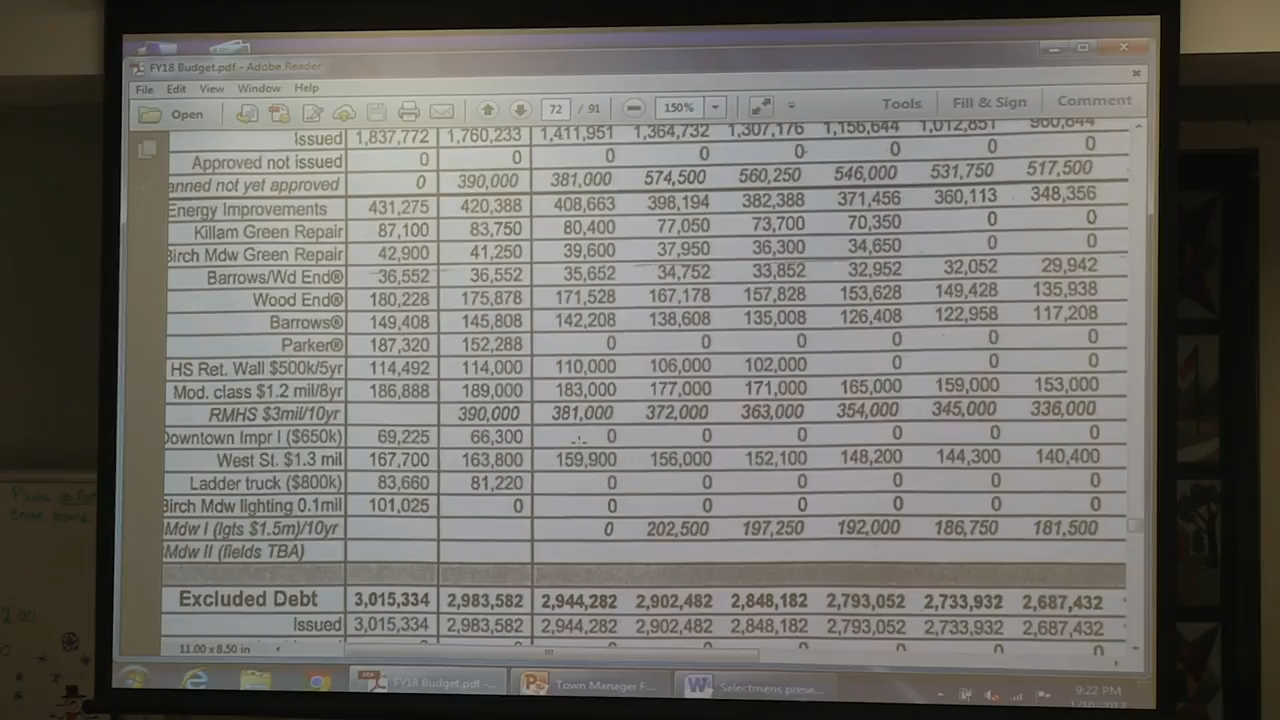 FY18 Budget.pdf - Adobe Reader
File Edit View Window Help
Open 72 / 91 150% Tools Fill & Sign Comment
Issued 1,837,772 1,760,233 1,411,951 1,364,732 1,307,176 1,156,644 1,012,851 960,644
Approved not issued 0 0 0 0 0 0 0 0
anned not yet approved 0 390,000 381,000 574,500 560,250 546,000 531,750 517,500
Energy Improvements 431,275 420,388 408,663 398,194 382,388 371,456 360,113 348,356
Killam Green Repair 87,100 83,750 80,400 77,050 73,700 70,350 0 0
Birch Mdw Green Repair 42,900 41,250 39,600 37,950 36,300 34,650 0 0
Barrows/Wd End® 36,552 36,552 35,652 34,752 33,852 32,952 32,052 29,942
Wood End® 180,228 175,878 171,528 167,178 157,828 153,628 149,428 135,938
Barrows® 149,408 145,808 142,208 138,608 135,008 126,408 122,958 117,208
Parker® 187,320 152,288 0 0 0 0 0 0
HS Ret. Wall $500k/5yr 114,492 114,000 110,000 106,000 102,000 0 0 0
Mod. class $1.2 mil/8yr 186,888 189,000 183,000 177,000 171,000 165,000 159,000 153,000
RMHS $3mil/10yr 390,000 381,000 372,000 363,000 354,000 345,000 336,000
Downtown Impr I ($650k) 69,225 66,300 0 0 0 0 0 0
West St. $1.3 mil 167,700 163,800 159,900 156,000 152,100 148,200 144,300 140,400
Ladder truck ($800k) 83,660 81,220 0 0 0 0 0 0
Birch Mdw lighting 0.1mil 101,025 0 0 0 0 0 0 0
Mdw I (lgts $1.5m)/10yr 0 202,500 197,250 192,000 186,750 181,500
Mdw II (fields TBA)
Excluded Debt 3,015,334 2,983,582 2,944,282 2,902,482 2,848,182 2,793,052 2,733,932 2,687,432
Issued 3,015,334 2,983,582 2,944,282 2,902,482 2,848,182 2,793,052 2,733,932 2,687,432
11.00 x 8.50 in
FY18 Budget.pdf -... Town Manager F... Selectmens prese...
9:22 PM
1/10/2017